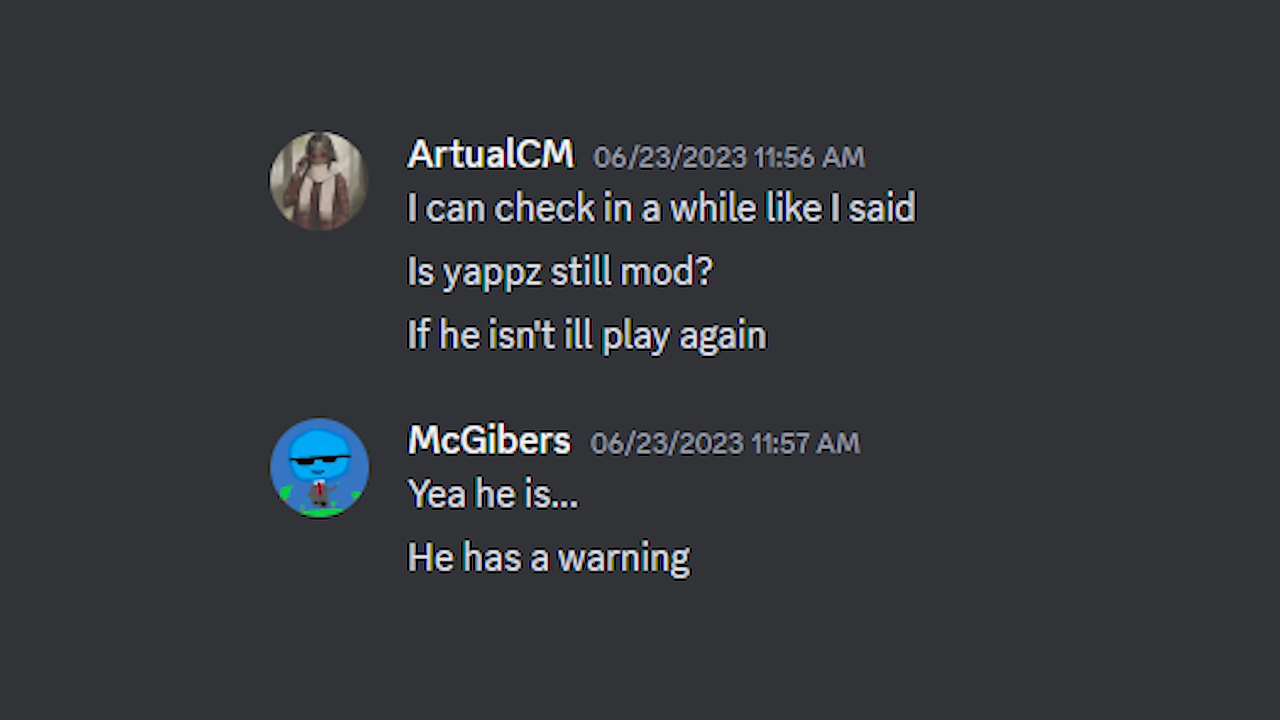 ArtualCM 06/23/2023 11:56 AM
I can check in a while like I said
Is yappz still mod?
If he isn't ill play again
McGibers 06/23/2023 11:57 AM
Yea he is...
He has a warning